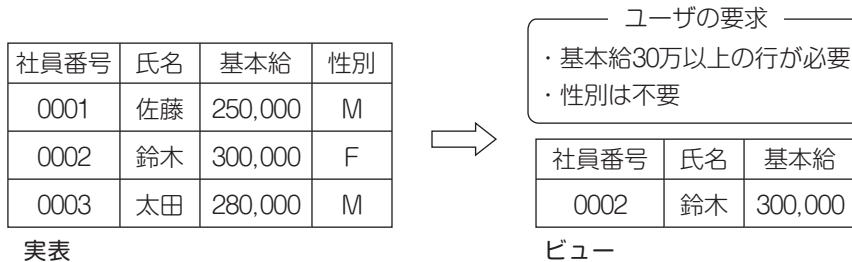 社員番号 氏名 基本給 性別
0001 佐藤 250,000 M
0002 鈴木 300,000 F
0003 太田 280,000 M
実表
ユーザの要求
・基本給30万以上の行が必要
・性別は不要
社員番号 氏名 基本給
0002 鈴木 300,000
ビュー